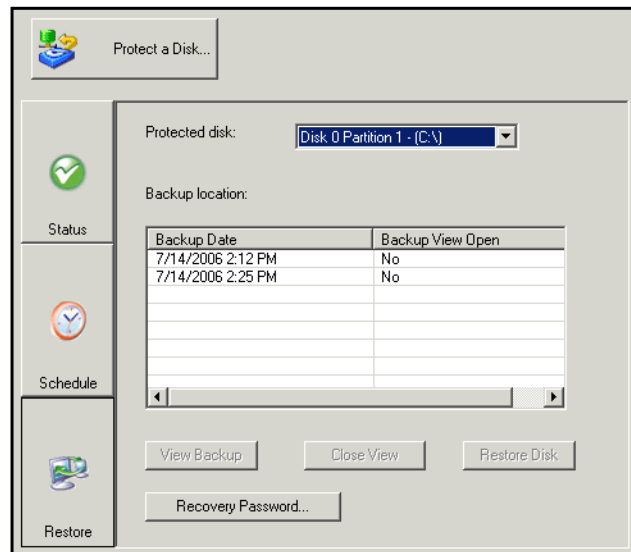 Protect a Disk...
Protected disk:
Disk 0 Partition 1 - (C:\)
Backup location:
Status
Backup Date Backup View Open
7/14/2006 2:12 PM No
7/14/2006 2:25 PM No
Schedule
View Backup Close View Restore Disk
Recovery Password...
Restore